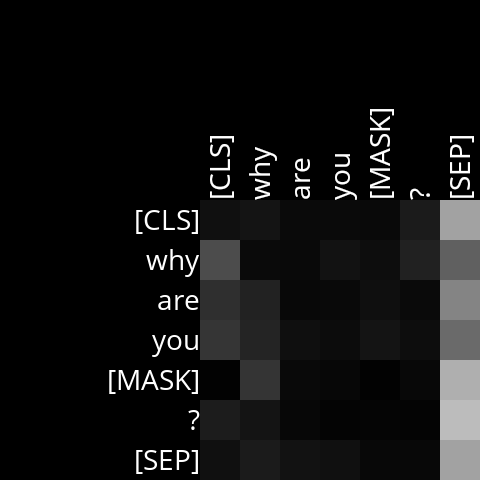 [CLS] why are you [MASK] ? [SEP]
[CLS]
why
are
you
[MASK]
?
[SEP]